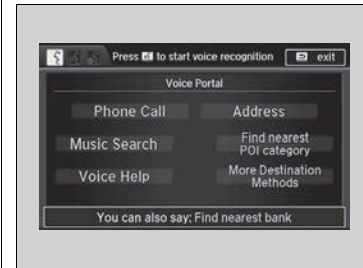 Press to start voice recognition exit
Voice Portal
Phone Call Address
Music Search Find nearest
POI category
Voice Help More Destination
Methods
You can also say: Find nearest bank